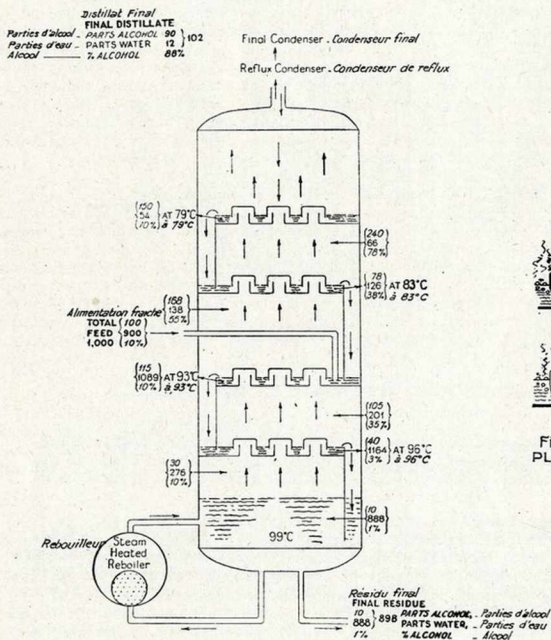 Distillat Final
FINAL DISTILLATE
Parties d'alcool - PARTS ALCOHOL 90
Parties d'eau - PARTS WATER 12 } 102
Alcool — % ALCOHOL 88%
Final Condenser - Condenseur final
Reflux Condenser - Condenseur de reflux
150
54
70% } AT 79°C
à 79°C
240
66
78%
78
126
38% } AT 83°C
à 83°C
168
138
55%
Alimentation fraîche
TOTAL FEED 1,000
100
900
10%
115
1089
10% } AT 93°C
à 93°C
105
201
35%
40
1164
3% } AT 96°C
à 96°C
30
276
10%
10
888
1%
99°C
Rebouilleur
Steam
Heated
Reboiler
Résidu final
FINAL RESIDUE
10 PARTS ALCOHOL, - Parties d'alcool
888 } 898 PARTS WATER, - Parties d'eau
1% % ALCOHOL - Alcool
PL